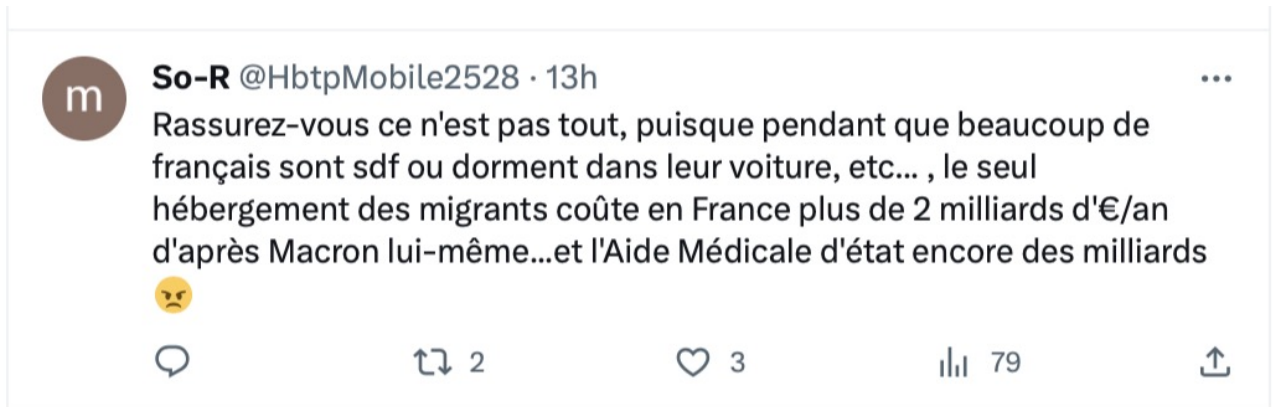 m
So-R @HbtpMobile2528 · 13h
Rassurez-vous ce n'est pas tout, puisque pendant que beaucoup de
français sont sdf ou dorment dans leur voiture, etc... , le seul
hébergement des migrants coûte en France plus de 2 milliards d'€/an
d'après Macron lui-même...et l'Aide Médicale d'état encore des milliards
😠
2 3 79